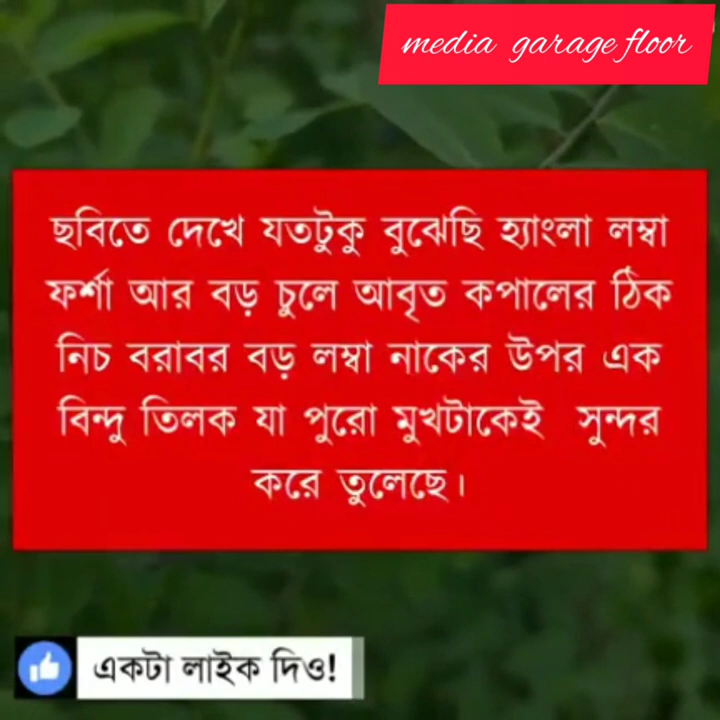 media garage floor
ছবিতে দেখে যতটুকু বুঝেছি হ্যাংলা লম্বা
ফর্শা আর বড় চুলে আবৃত কপালের ঠিক
নিচ বরাবর বড় লম্বা নাকের উপর এক
বিন্দু তিলক যা পুরো মুখটাকেই সুন্দর
করে তুলেছে।
একটা লাইক দিও!